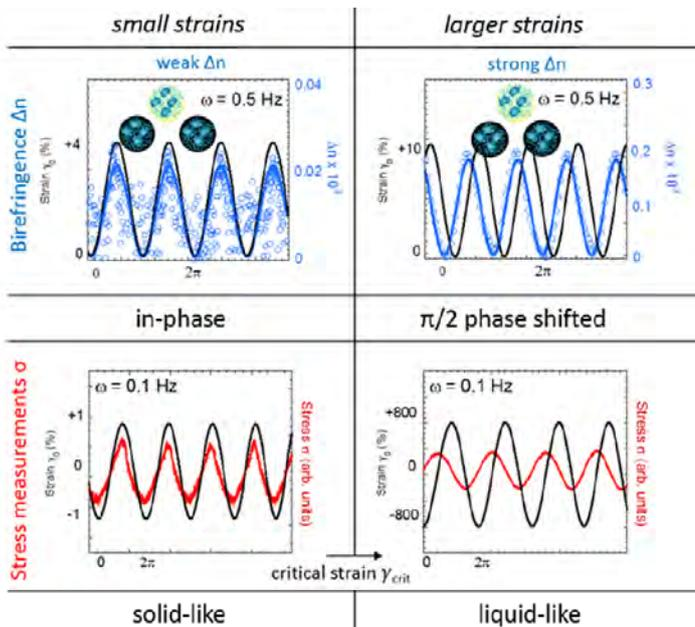 small strains
larger strains
weak Δn
strong Δn
Birefringence Δn
Strain γ₀ (%)
+4
0
ω = 0.5 Hz
0.04
0.02
0
Δn x 10³
0
2π
Strain γ₀ (%)
+10
0
ω = 0.5 Hz
0.3
0.2
0.1
0
0
2π
in-phase
π/2 phase shifted
Stress measurements σ
Strain γ₀ (%)
+1
0
-1
ω = 0.1 Hz
Stress σ (arb. units)
0
2π
Strain γ₀ (%)
+800
0
-800
ω = 0.1 Hz
Stress σ (arb. units)
0
2π
critical strain γcrit
solid-like
liquid-like